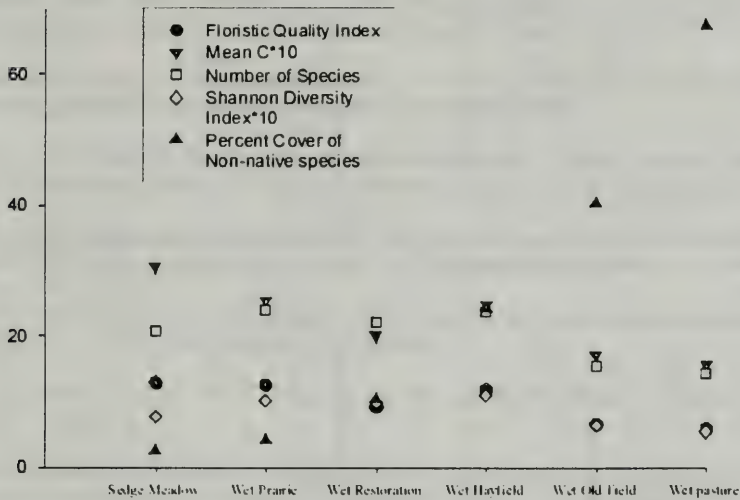 Floristic Quality Index
Mean C*10
Number of Species
Shannon Diversity
Index*10
Percent Cover of
Non-native species
60
40
20
0
Sedge Meadow Wet Prairie Wet Restoration Wet Hayfield Wet Old Field Wet pasture